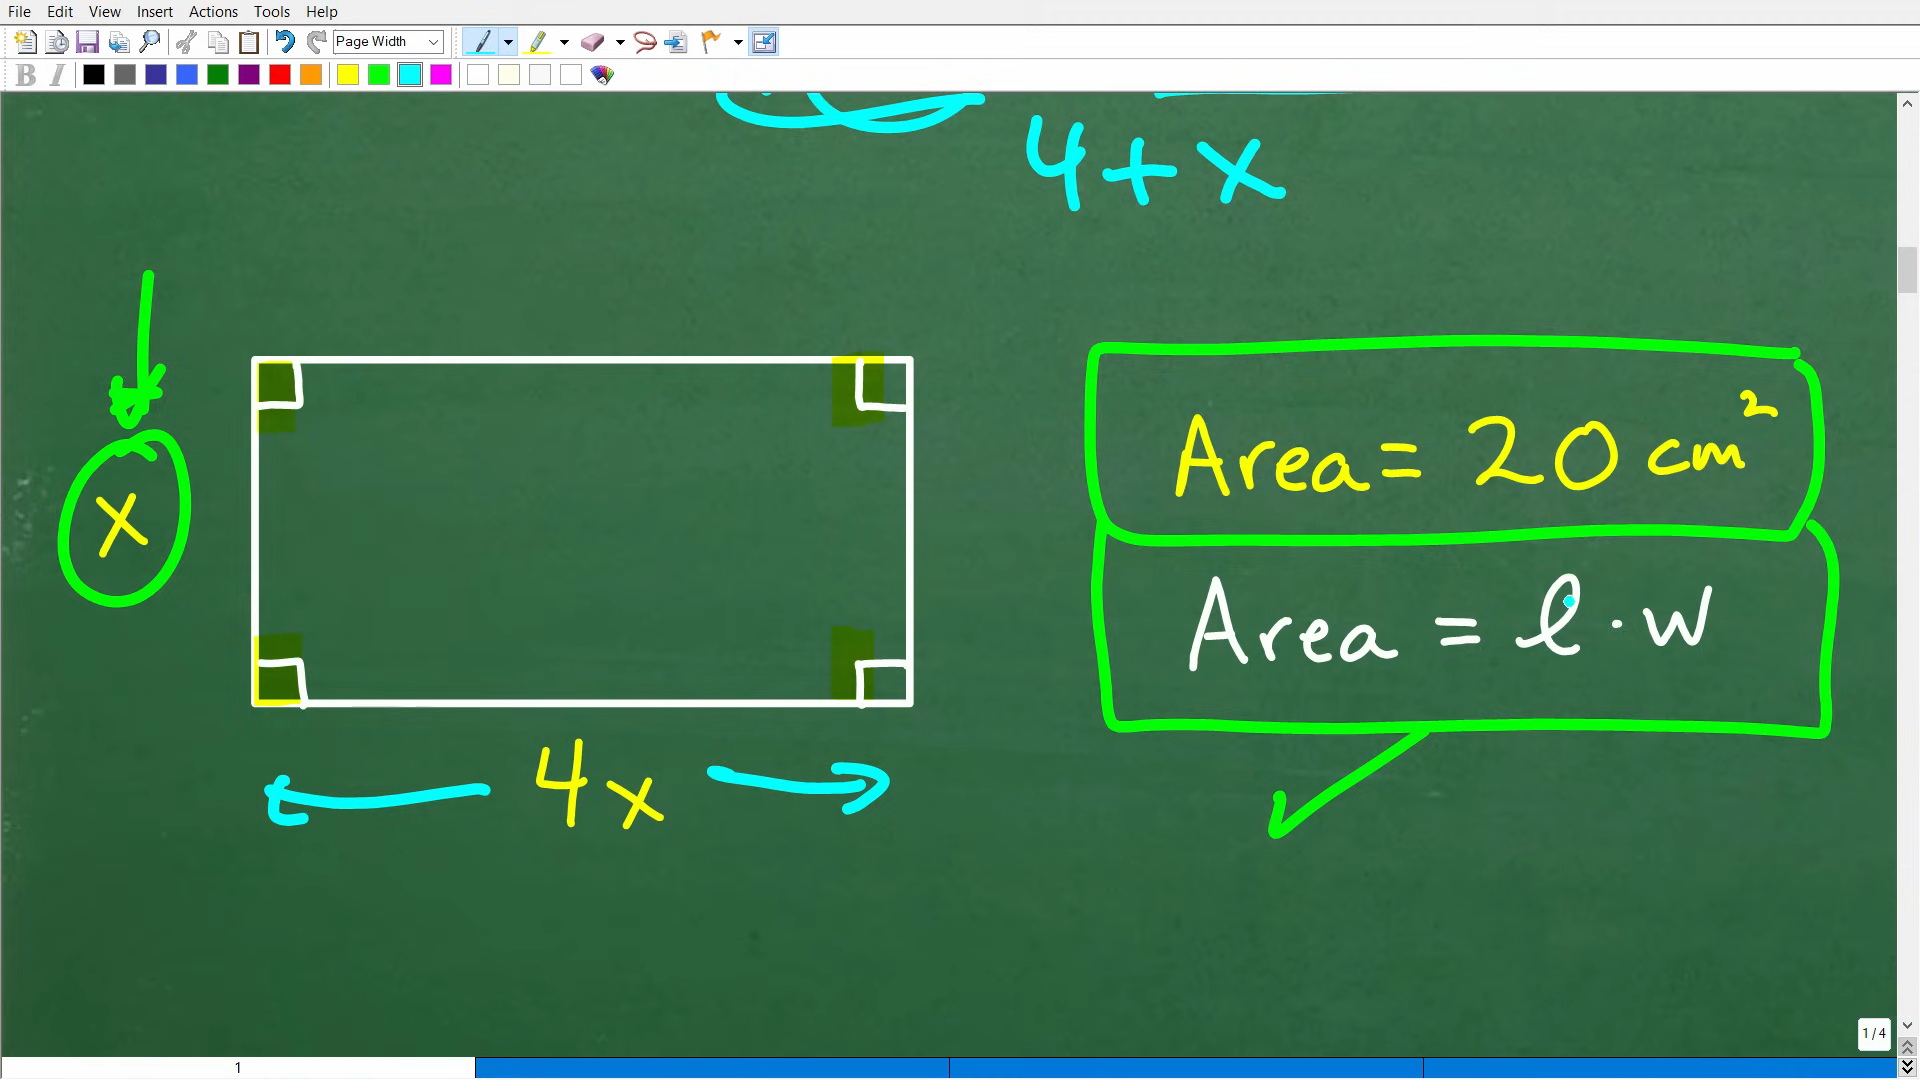 File Edit View Insert Actions Tools Help
Page Width
B I
4 + x
x
Area = 20 cm²
Area = l · w
4x
1 / 4
1